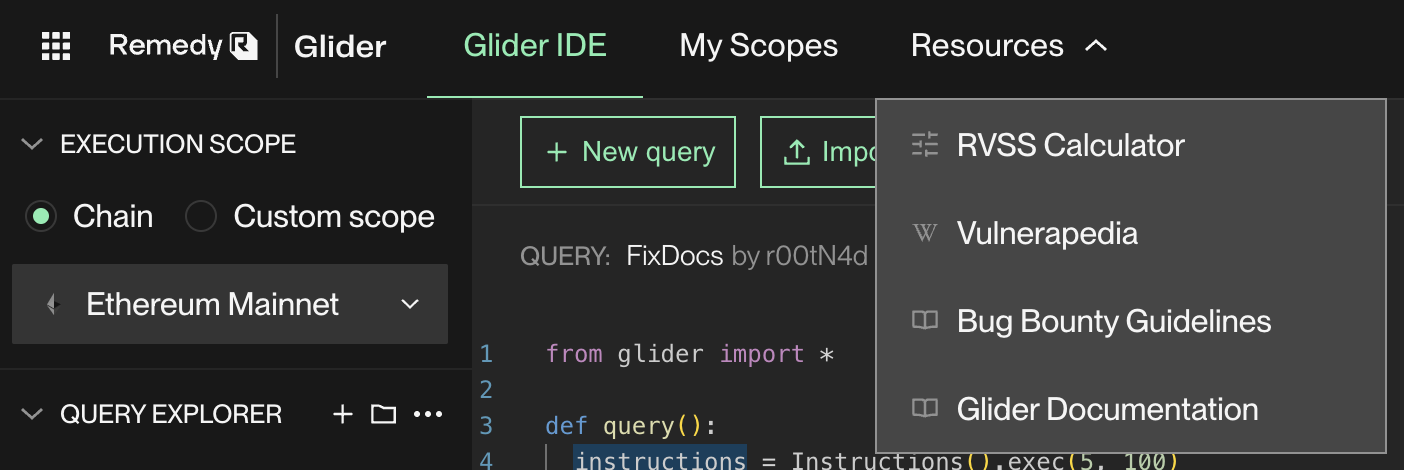 Remedy Glider Glider IDE My Scopes Resources
EXECUTION SCOPE
Chain Custom scope
Ethereum Mainnet
QUERY EXPLORER
+ New query
QUERY: FixDocs by r00tN4d
1 from glider import *
2
3 def query():
4 instructions = Instructions().exec(5, 100)
RVSS Calculator
W Vulnerapedia
Bug Bounty Guidelines
Glider Documentation